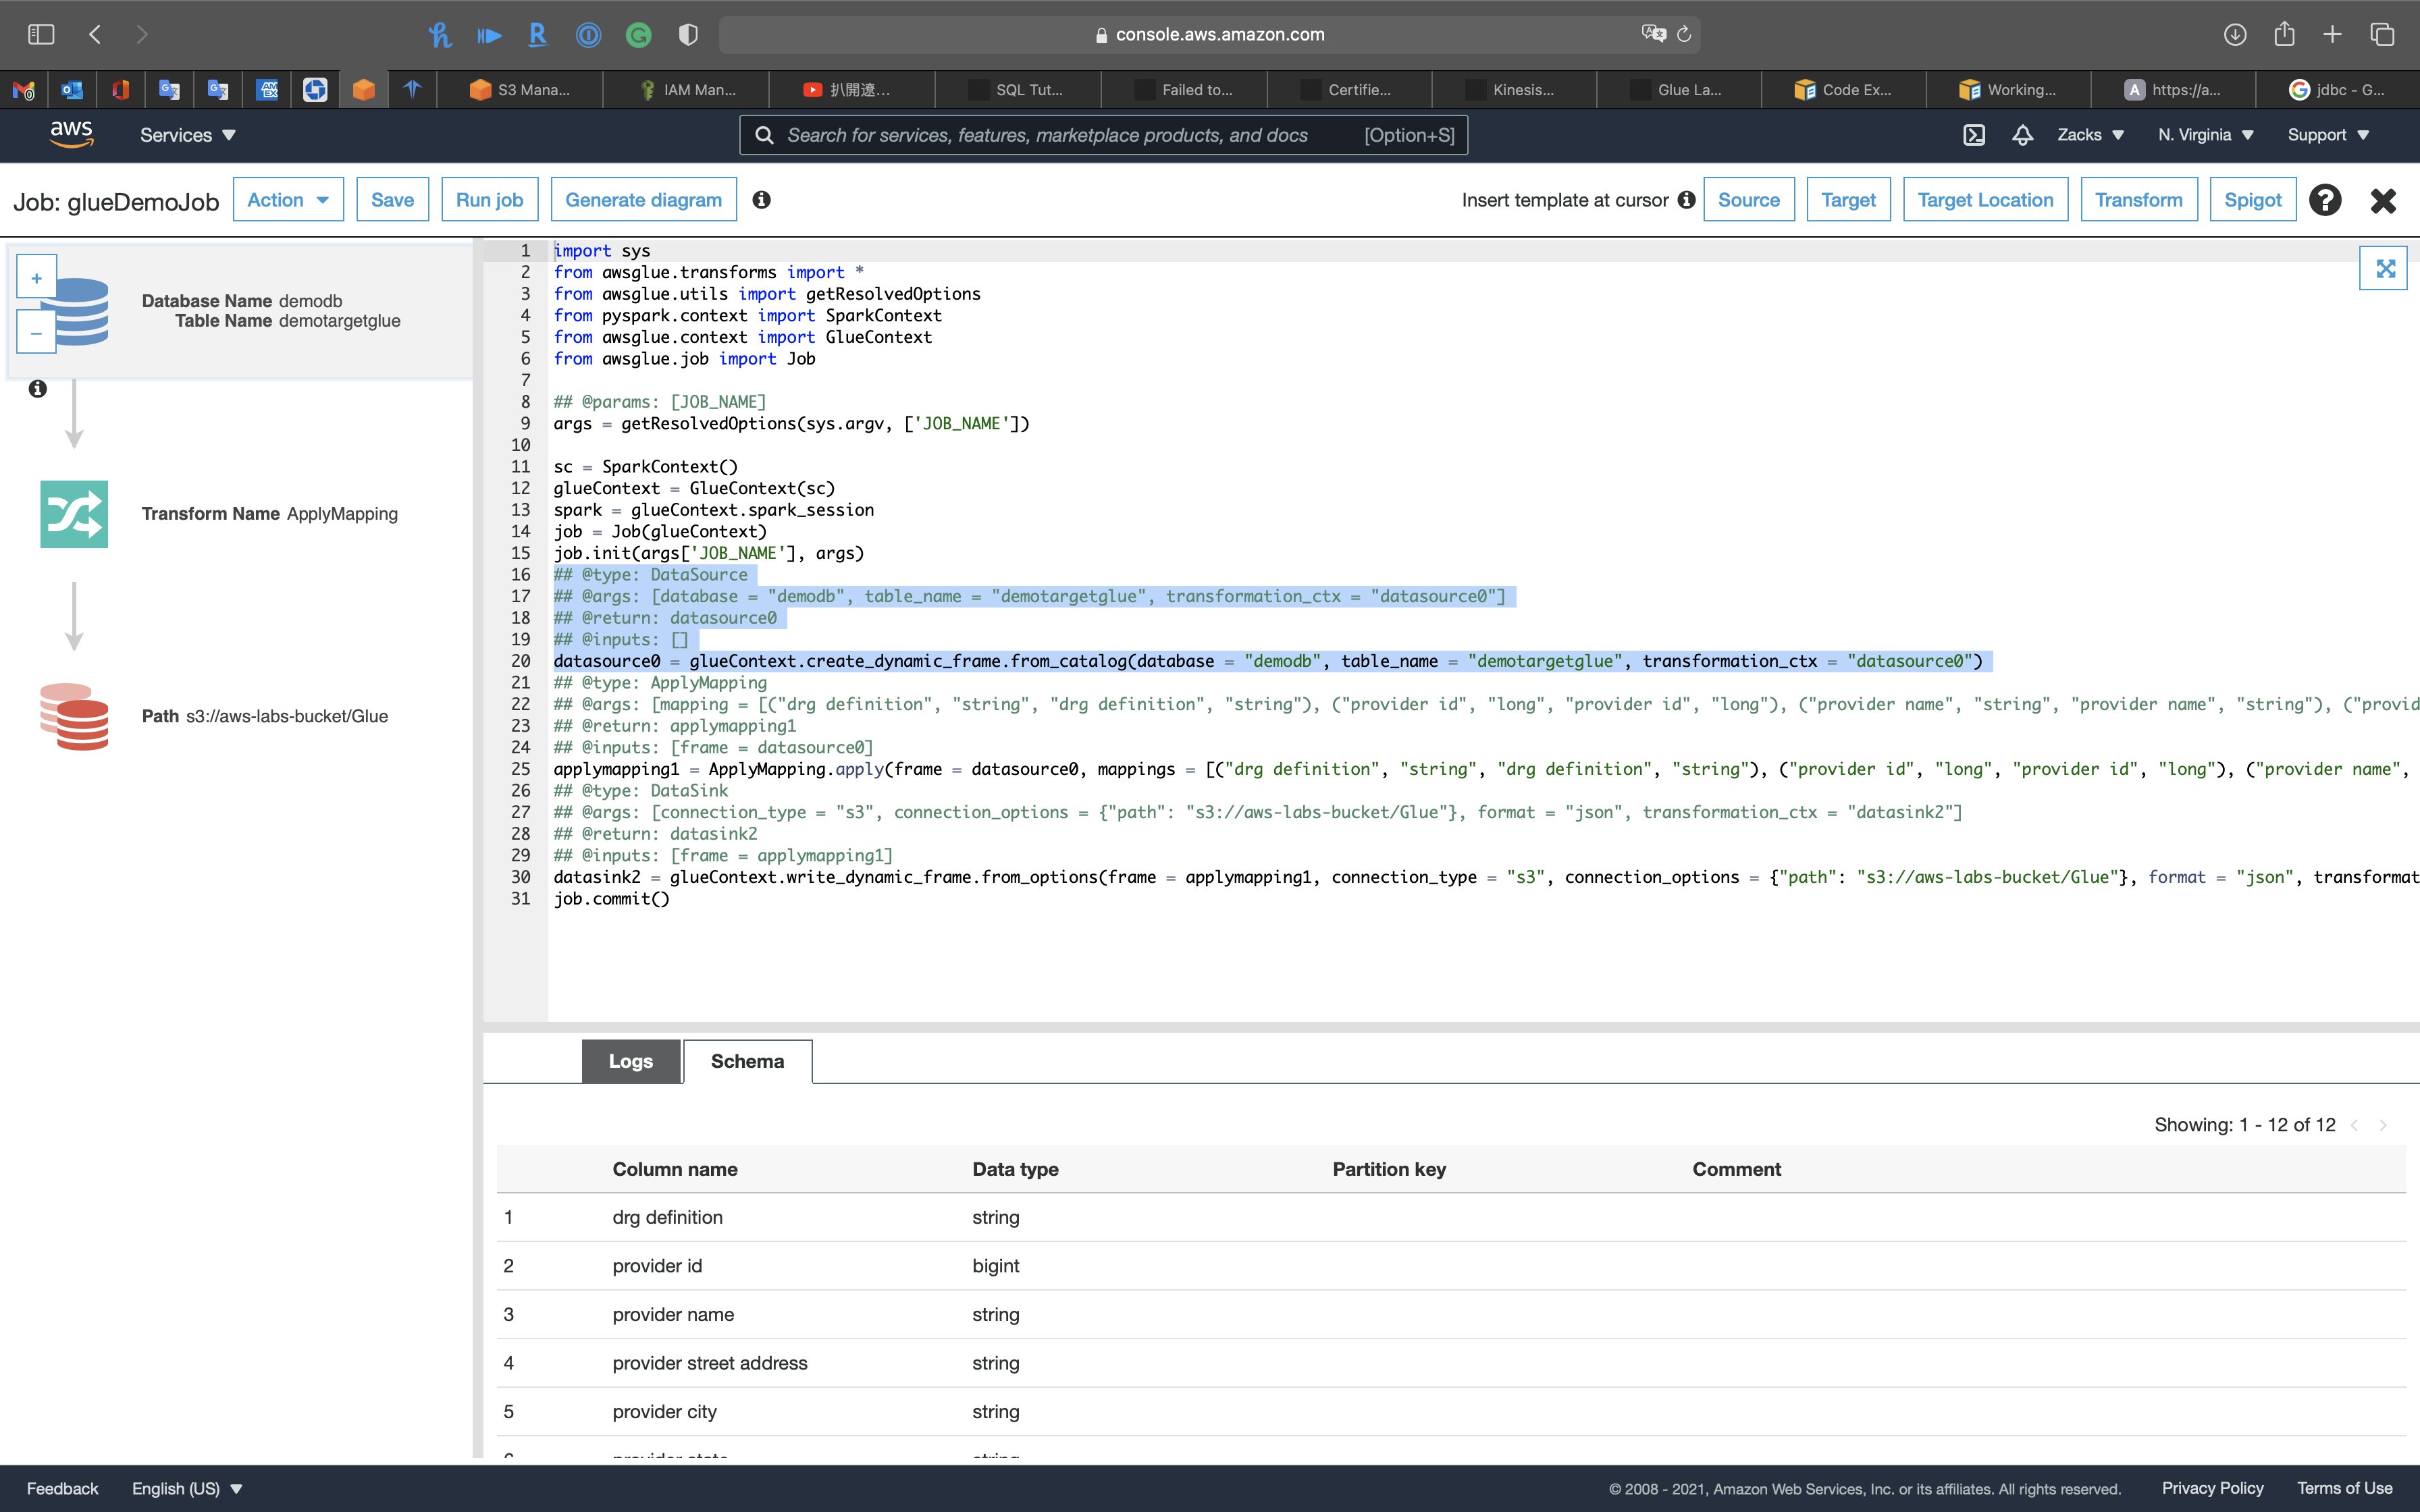 console.aws.amazon.com
S3 Mana...
IAM Man...
扒開遼...
SQL Tut...
Failed to...
Certifie...
Kinesis...
Glue La...
Code Ex...
Working...
https://a...
jdbc - G...
aws
Services
Search for services, features, marketplace products, and docs [Option+S]
Zacks
N. Virginia
Support
Job: glueDemoJob
Action
Save
Run job
Generate diagram
Insert template at cursor
Source
Target
Target Location
Transform
Spigot
+
Database Name demodb
Table Name demotargetglue
−
Transform Name ApplyMapping
Path s3://aws-labs-bucket/Glue
1 import sys
2 from awsglue.transforms import *
3 from awsglue.utils import getResolvedOptions
4 from pyspark.context import SparkContext
5 from awsglue.context import GlueContext
6 from awsglue.job import Job
7
8 ## @params: [JOB_NAME]
9 args = getResolvedOptions(sys.argv, ['JOB_NAME'])
10
11 sc = SparkContext()
12 glueContext = GlueContext(sc)
13 spark = glueContext.spark_session
14 job = Job(glueContext)
15 job.init(args['JOB_NAME'], args)
16 ## @type: DataSource
17 ## @args: [database = "demodb", table_name = "demotargetglue", transformation_ctx = "datasource0"]
18 ## @return: datasource0
19 ## @inputs: []
20 datasource0 = glueContext.create_dynamic_frame.from_catalog(database = "demodb", table_name = "demotargetglue", transformation_ctx = "datasource0")
21 ## @type: ApplyMapping
22 ## @args: [mapping = [("drg definition", "string", "drg definition", "string"), ("provider id", "long", "provider id", "long"), ("provider name", "string", "provider name", "string"), ("provid
23 ## @return: applymapping1
24 ## @inputs: [frame = datasource0]
25 applymapping1 = ApplyMapping.apply(frame = datasource0, mappings = [("drg definition", "string", "drg definition", "string"), ("provider id", "long", "provider id", "long"), ("provider name",
26 ## @type: DataSink
27 ## @args: [connection_type = "s3", connection_options = {"path": "s3://aws-labs-bucket/Glue"}, format = "json", transformation_ctx = "datasink2"]
28 ## @return: datasink2
29 ## @inputs: [frame = applymapping1]
30 datasink2 = glueContext.write_dynamic_frame.from_options(frame = applymapping1, connection_type = "s3", connection_options = {"path": "s3://aws-labs-bucket/Glue"}, format = "json", transformat
31 job.commit()
Logs
Schema
Showing: 1 - 12 of 12
Column name Data type Partition key Comment
1 drg definition string
2 provider id bigint
3 provider name string
4 provider street address string
5 provider city string
Feedback
English (US)
© 2008 - 2021, Amazon Web Services, Inc. or its affiliates. All rights reserved.
Privacy Policy
Terms of Use